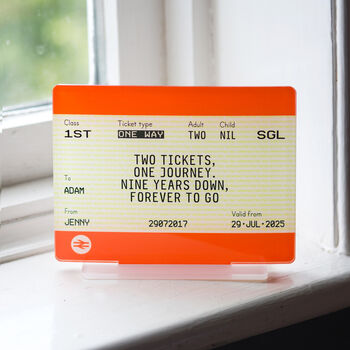 Class Ticket type Adult Child
1ST ONE WAY TWO NIL SGL
TWO TICKETS,
ONE JOURNEY.
NINE YEARS DOWN,
FOREVER TO GO
To
ADAM
From Valid from
JENNY 29072017 29·JUL·2025